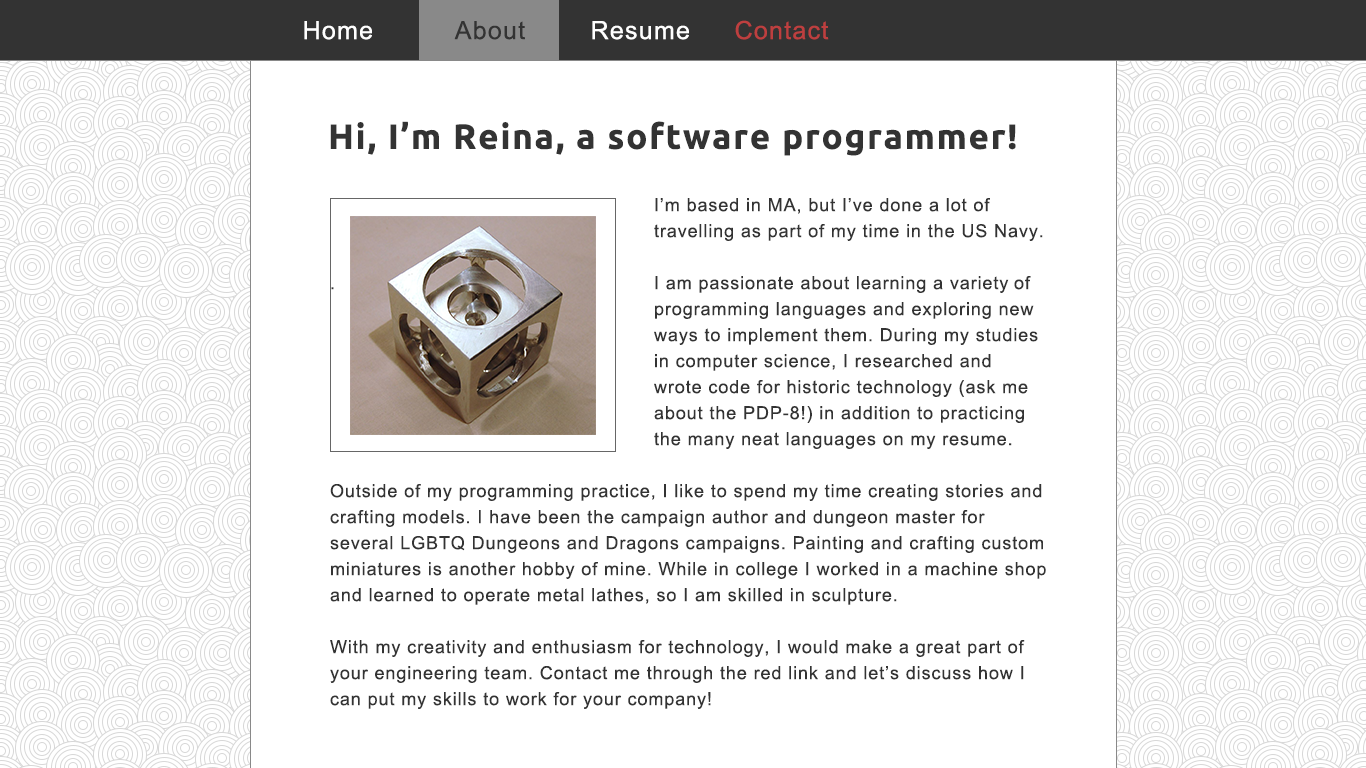 Home About Resume Contact
Hi, I’m Reina, a software programmer!
I’m based in MA, but I’ve done a lot of
travelling as part of my time in the US Navy.
I am passionate about learning a variety of
programming languages and exploring new
ways to implement them. During my studies
in computer science, I researched and
wrote code for historic technology (ask me
about the PDP-8!) in addition to practicing
the many neat languages on my resume.
Outside of my programming practice, I like to spend my time creating stories and
crafting models. I have been the campaign author and dungeon master for
several LGBTQ Dungeons and Dragons campaigns. Painting and crafting custom
miniatures is another hobby of mine. While in college I worked in a machine shop
and learned to operate metal lathes, so I am skilled in sculpture.
With my creativity and enthusiasm for technology, I would make a great part of
your engineering team. Contact me through the red link and let’s discuss how I
can put my skills to work for your company!